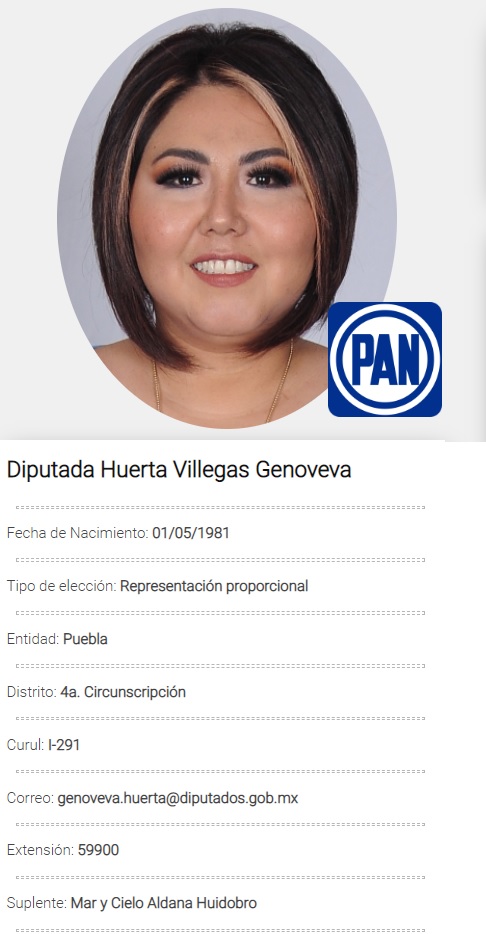 PAN
Diputada Huerta Villegas Genoveva
Fecha de Nacimiento: 01/05/1981
Tipo de elección: Representación proporcional
Entidad: Puebla
Distrito: 4a. Circunscripción
Curul: I-291
Correo: genoveva.huerta@diputados.gob.mx
Extensión: 59900
Suplente: Mar y Cielo Aldana Huidobro